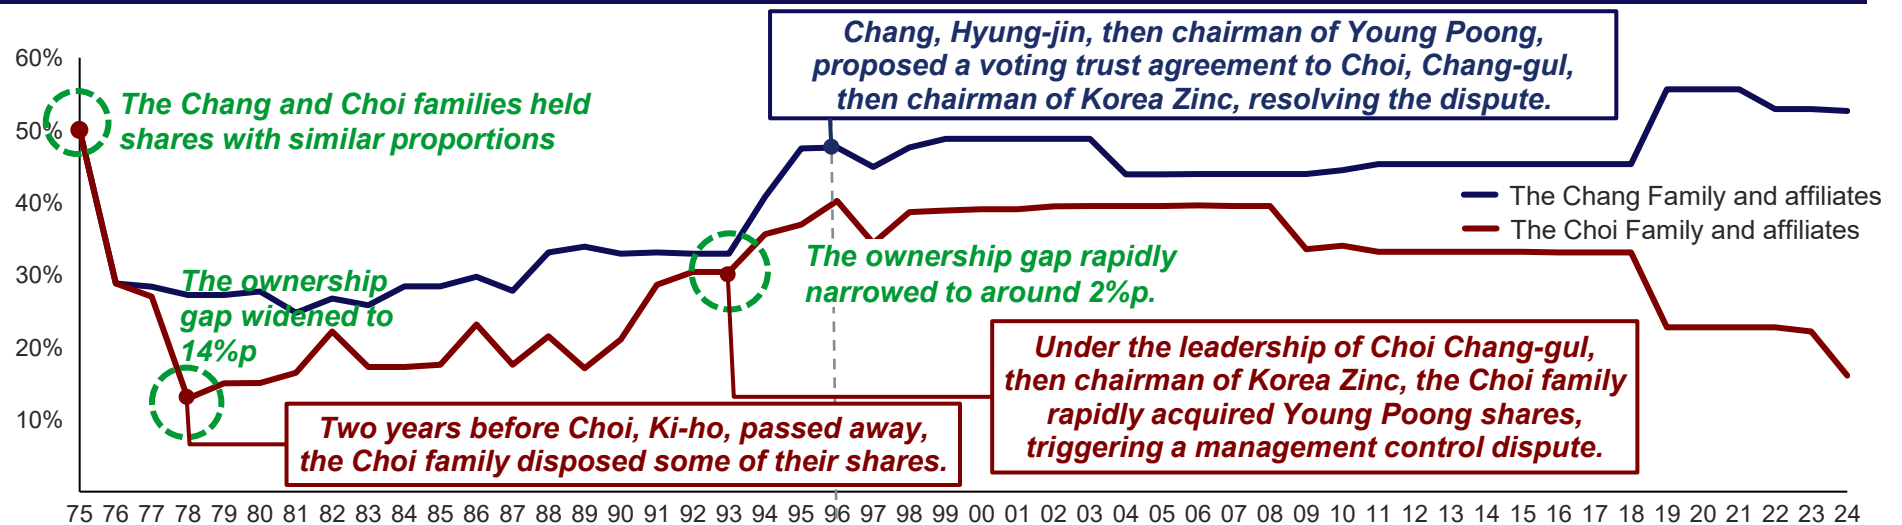 Chang, Hyung-jin, then chairman of Young Poong,
proposed a voting trust agreement to Choi, Chang-gul,
then chairman of Korea Zinc, resolving the dispute.
60%
50%
40%
30%
20%
10%
The Chang and Choi families held
shares with similar proportions
The Chang Family and affiliates
The Choi Family and affiliates
The ownership
gap widened to
14%p
The ownership gap rapidly
narrowed to around 2%p.
Under the leadership of Choi Chang-gul,
then chairman of Korea Zinc, the Choi family
rapidly acquired Young Poong shares,
triggering a management control dispute.
Two years before Choi, Ki-ho, passed away,
the Choi family disposed some of their shares.
75 76 77 78 79 80 81 82 83 84 85 86 87 88 89 90 91 92 93 94 95 96 97 98 99 00 01 02 03 04 05 06 07 08 09 10 11 12 13 14 15 16 17 18 19 20 21 22 23 24